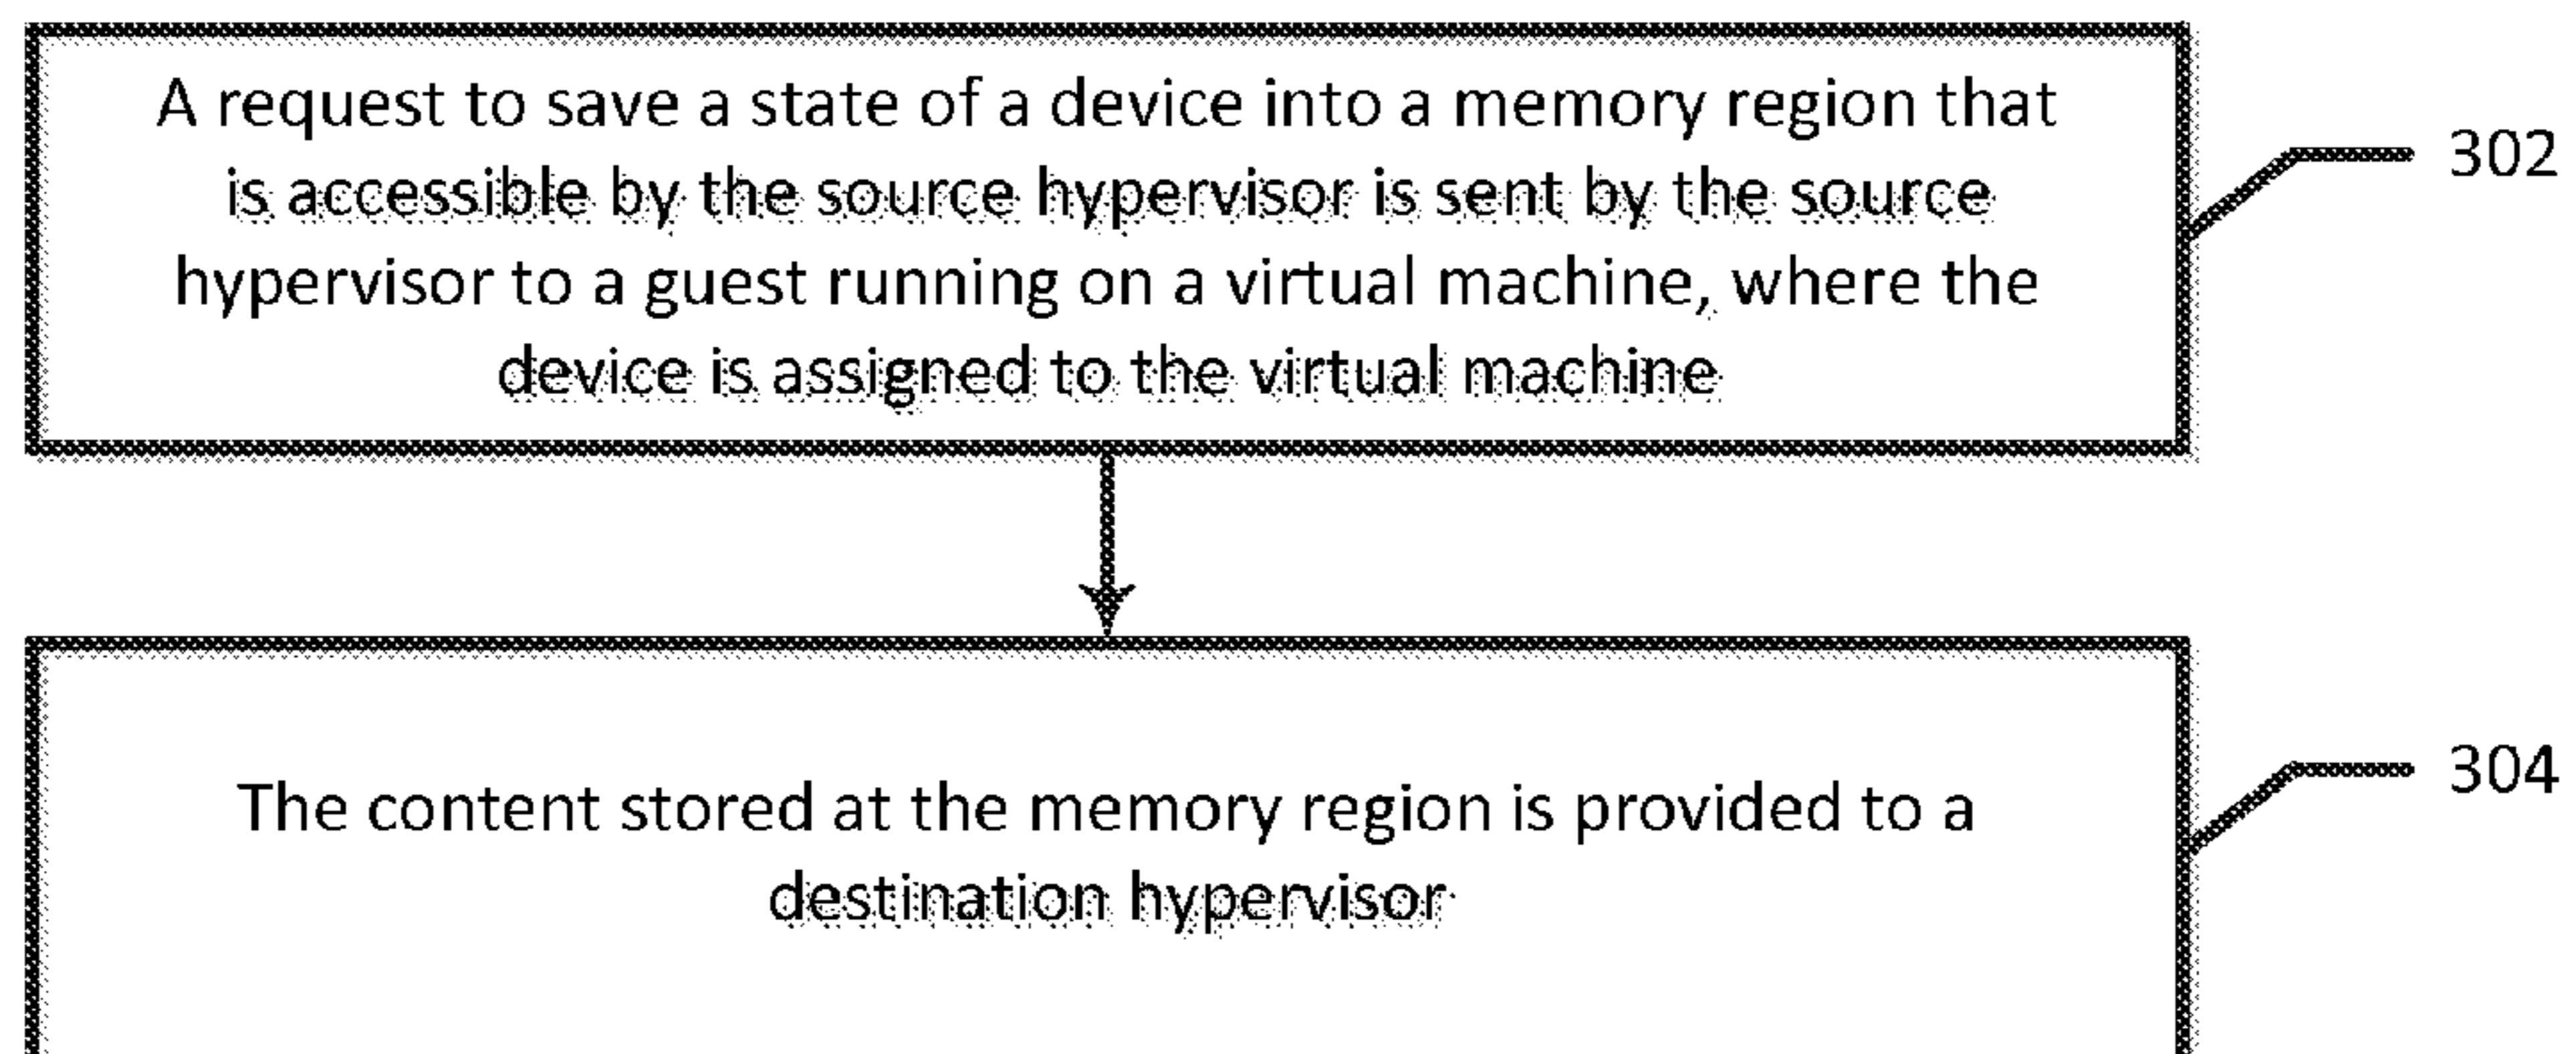 A request to save a state of a device into a memory region that
is accessible by the source hypervisor is sent by the source
hypervisor to a guest running on a virtual machine, where the
device is assigned to the virtual machine
302
The content stored at the memory region is provided to a
destination hypervisor
304